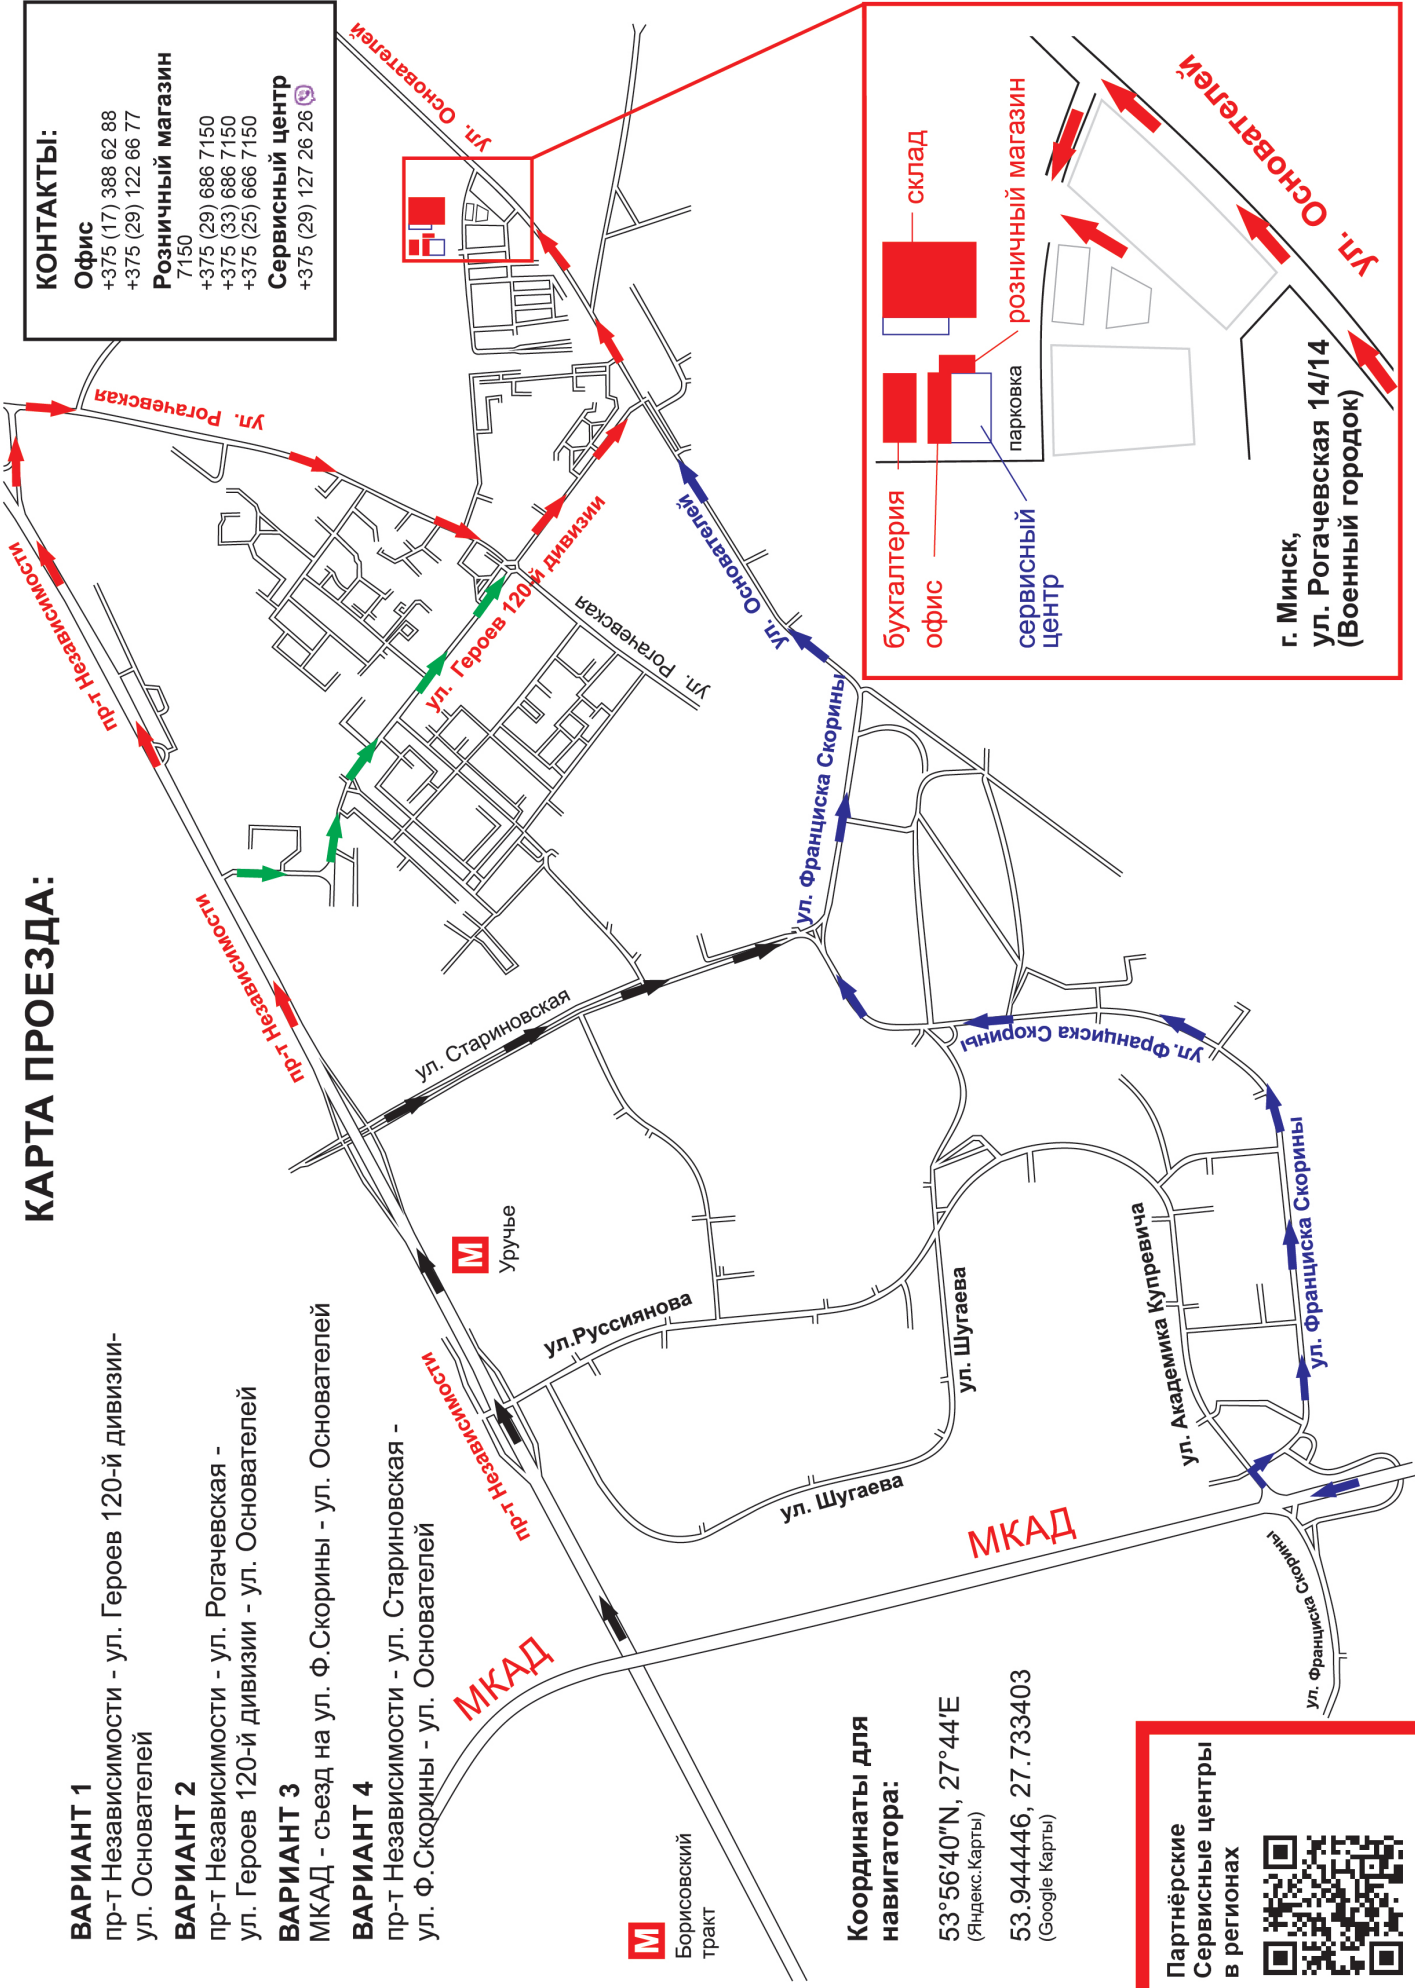 КАРТА ПРОЕЗДА:
ВАРИАНТ 1
пр-т Независимости - ул. Героев 120-й дивизии-
ул. Основателей
ВАРИАНТ 2
пр-т Независимости - ул. Рогачевская -
ул. Героев 120-й дивизии - ул. Основателей
ВАРИАНТ 3
МКАД - съезд на ул. Ф.Скорины - ул. Основателей
ВАРИАНТ 4
пр-т Независимости - ул. Стариновская -
ул. Ф.Скорины - ул. Основателей
КОНТАКТЫ:
Офис
+375 (17) 388 62 88
+375 (29) 122 66 77
Розничный магазин
7150
+375 (29) 686 7150
+375 (33) 686 7150
+375 (25) 666 7150
Сервисный центр
+375 (29) 127 26 26
пр-т Независимости
пр-т Независимости
пр-т Независимости
пр-т Независимости
ул. Рогачевская
ул. Основателей
ул. Героев 120-й дивизии
ул. Рогачевская
ул. Стариновская
М
Уручье
ул.Руссиянова
ул. Основателей
ул. Франциска Скорины
ул. Франциска Скорины
ул. Шугаева
ул. Шугаева
ул. Академика Купревича
ул. Франциска Скорины
МКАД
МКАД
ул. Франциска Скорины
М
Борисовский
тракт
Координаты для
навигатора:
53°56′40″N, 27°44′E
(Яндекс.Карты)
53.944446, 27.733403
(Google Карты)
Партнёрские
Сервисные центры
в регионах
бухгалтерия
офис
сервисный
центр
склад
розничный магазин
парковка
ул. Основателей
г. Минск,
ул. Рогачевская 14/14
(Военный городок)